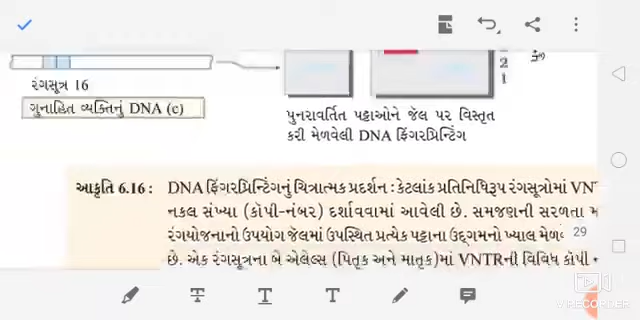 2
1
રંગસૂત્ર 16
ગુનાહિત વ્યક્તિનું DNA (c)
પુનરાવર્તિત પટ્ટાઓને જૅલ પર વિસ્તૃત
કરી મેળવેલી DNA ફિંગરપ્રિન્ટિંગ
આકૃતિ 6.16 : DNA ફિંગરપ્રિન્ટિંગનું ચિત્રાત્મક પ્રદર્શન : કેટલાંક પ્રતિનિધિરૂપ રંગસૂત્રોમાં VNT
નકલ સંખ્યા (કૉપી-નંબર) દર્શાવવામાં આવેલી છે. સમજણની સરળતા મ
રંગયોજનાનો ઉપયોગ જૅલમાં ઉપસ્થિત પ્રત્યેક પટ્ટાના ઉદ્ગમનો ખ્યાલ મેળવ
29
છે. એક રંગસૂત્રના બે એલેલ્સ (પિતૃક અને માતૃક)માં VNTRની વિવિધ કૉપી
RECORDER